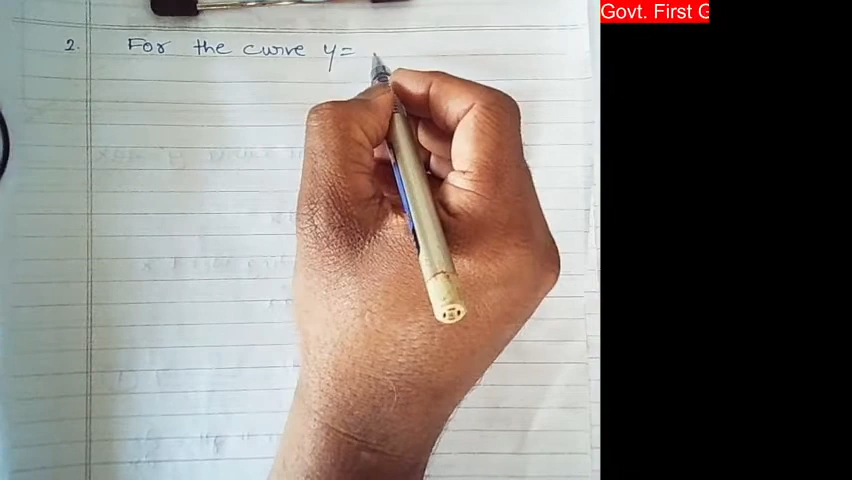 Govt. First G
2. For the curve y=